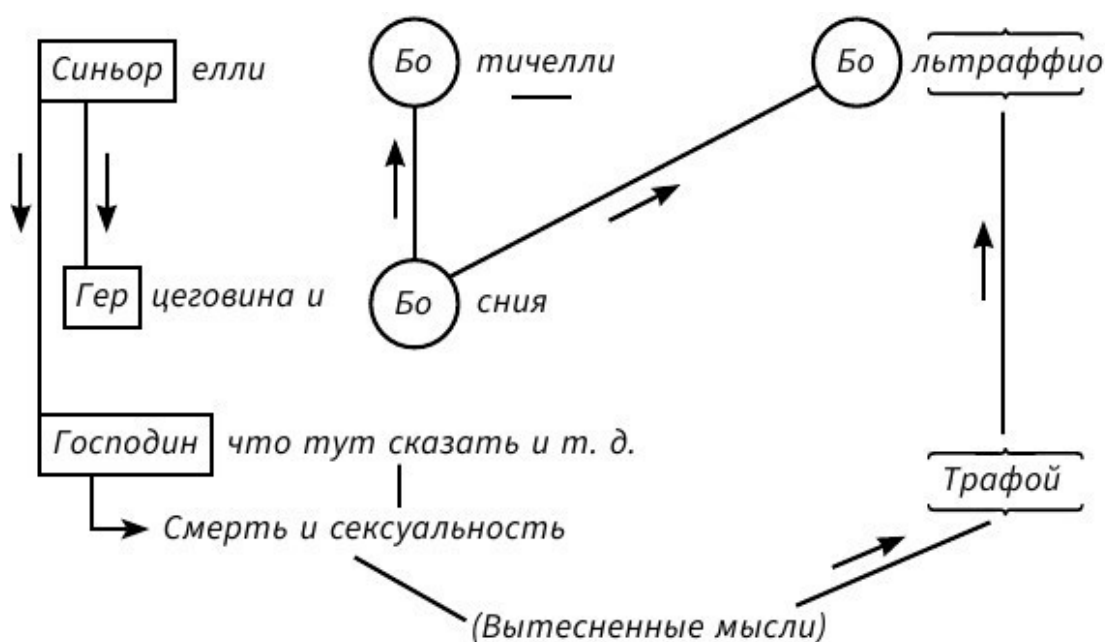 Синьор елли Бо тичелли Бо льтраффио
Гер цеговина и Бо сния
Господин что тут сказать и т. д.
Трафой
Смерть и сексуальность
(Вытесненные мысли)